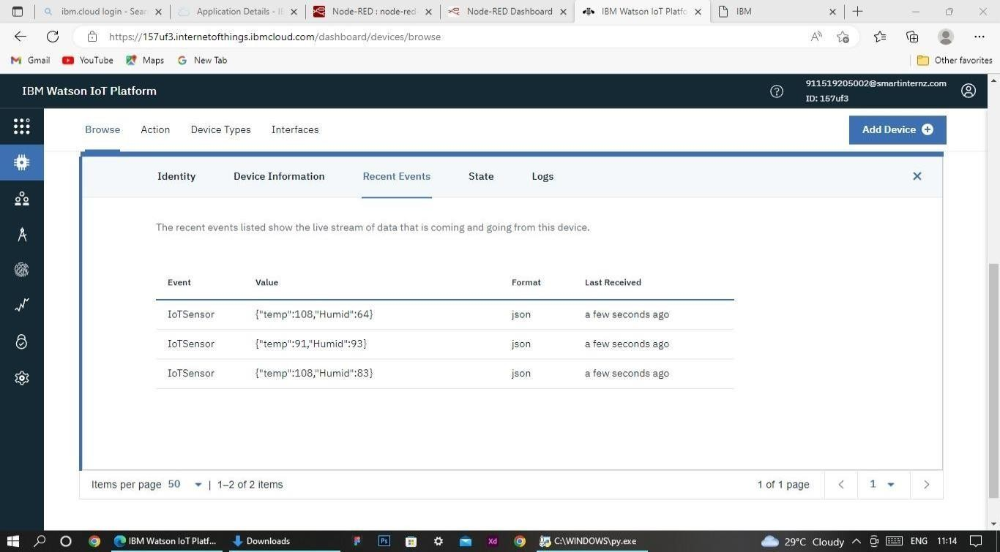 ibm.cloud login - Sear
Application Details - IB
Node-RED : node-red-
Node-RED Dashboard
IBM Watson IoT Platfo
IBM
https://157uf3.internetofthings.ibmcloud.com/dashboard/devices/browse
Gmail
YouTube
Maps
New Tab
Other favorites
IBM Watson IoT Platform
911519205002@smartinternz.com
ID: 157uf3
Browse
Action
Device Types
Interfaces
Add Device
Identity
Device Information
Recent Events
State
Logs
The recent events listed show the live stream of data that is coming and going from this device.
Event Value Format Last Received
IoTSensor {"temp":108,"Humid":64} json a few seconds ago
IoTSensor {"temp":91,"Humid":93} json a few seconds ago
IoTSensor {"temp":108,"Humid":83} json a few seconds ago
Items per page 50 | 1–2 of 2 items
1 of 1 page
1
IBM Watson IoT Platf...
Downloads
Ps
Xd
C:\WINDOWS\py.exe
29°C Cloudy
ENG
11:14